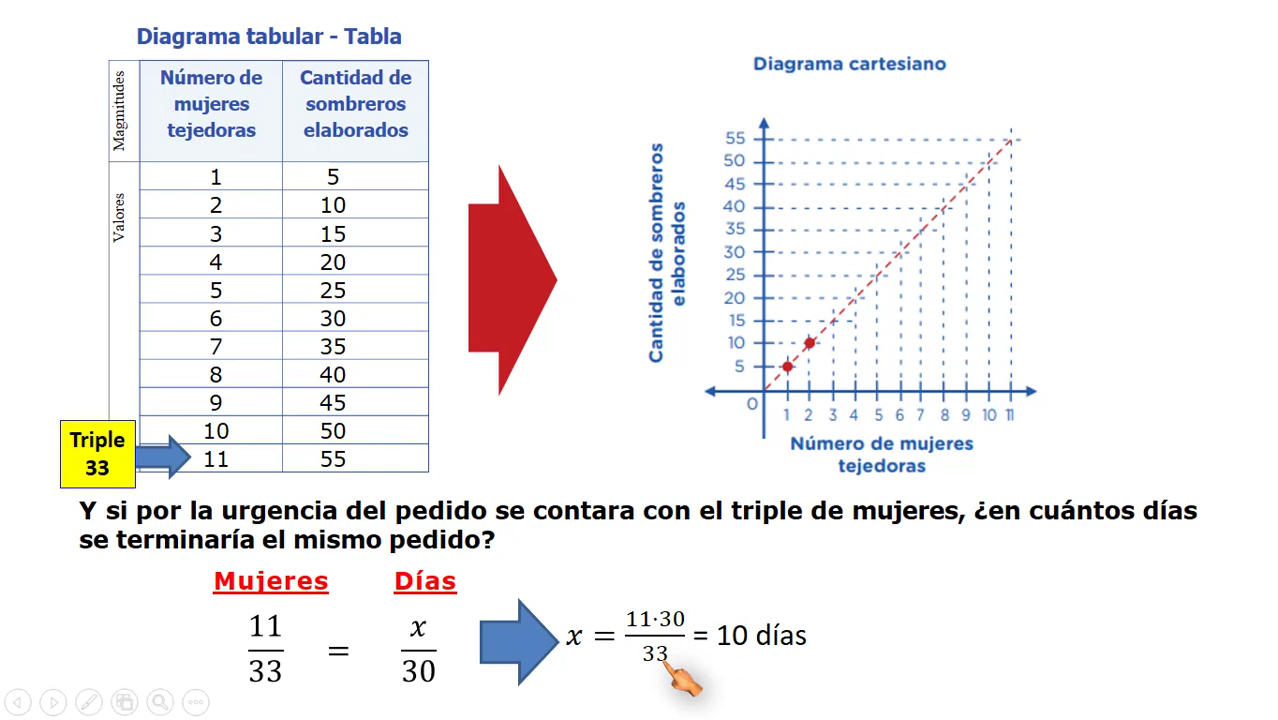 Diagrama tabular - Tabla
Magnitudes
Número de
mujeres
tejedoras
Cantidad de
sombreros
elaborados
Valores
1 5
2 10
3 15
4 20
5 25
6 30
7 35
8 40
9 45
10 50
11 55
Triple
33
Diagrama cartesiano
Cantidad de sombreros
elaborados
55
50
45
40
35
30
25
20
15
10
5
0
1 2 3 4 5 6 7 8 9 10 11
Número de mujeres
tejedoras
Y si por la urgencia del pedido se contara con el triple de mujeres, ¿en cuántos días
se terminaría el mismo pedido?
Mujeres Días
11/33 = x/30
x = 11·30/33 = 10 días